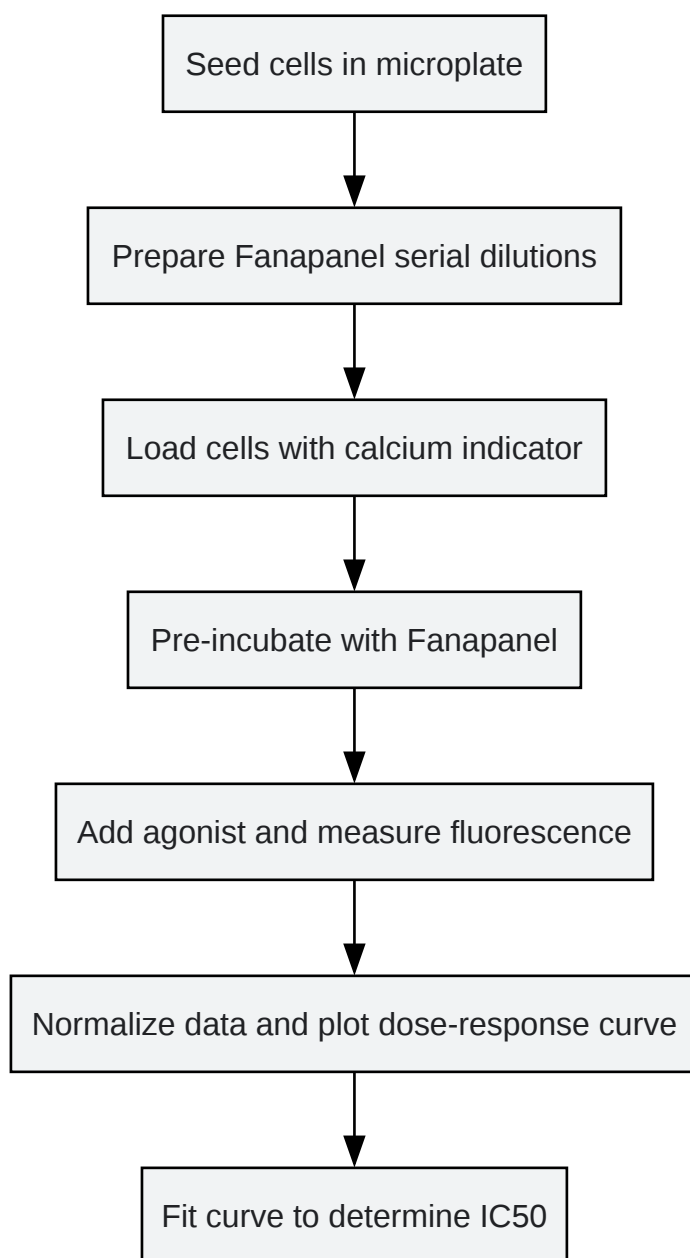 Seed cells in microplate
Prepare Fanapanel serial dilutions
Load cells with calcium indicator
Pre-incubate with Fanapanel
Add agonist and measure fluorescence
Normalize data and plot dose-response curve
Fit curve to determine IC50